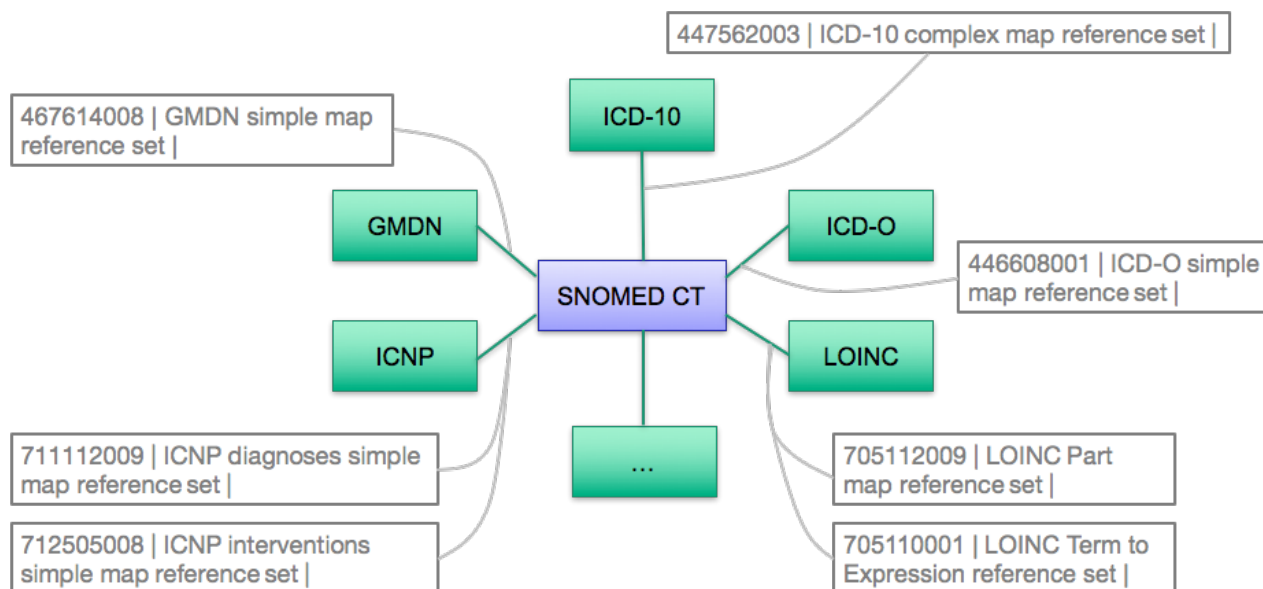 447562003 | ICD-10 complex map reference set |
467614008 | GMDN simple map
reference set |
ICD-10
GMDN
ICD-O
446608001 | ICD-O simple
map reference set |
SNOMED CT
ICNP
LOINC
711112009 | ICNP diagnoses simple
map reference set |
...
705112009 | LOINC Part
map reference set |
712505008 | ICNP interventions
simple map reference set |
705110001 | LOINC Term to
Expression reference set |